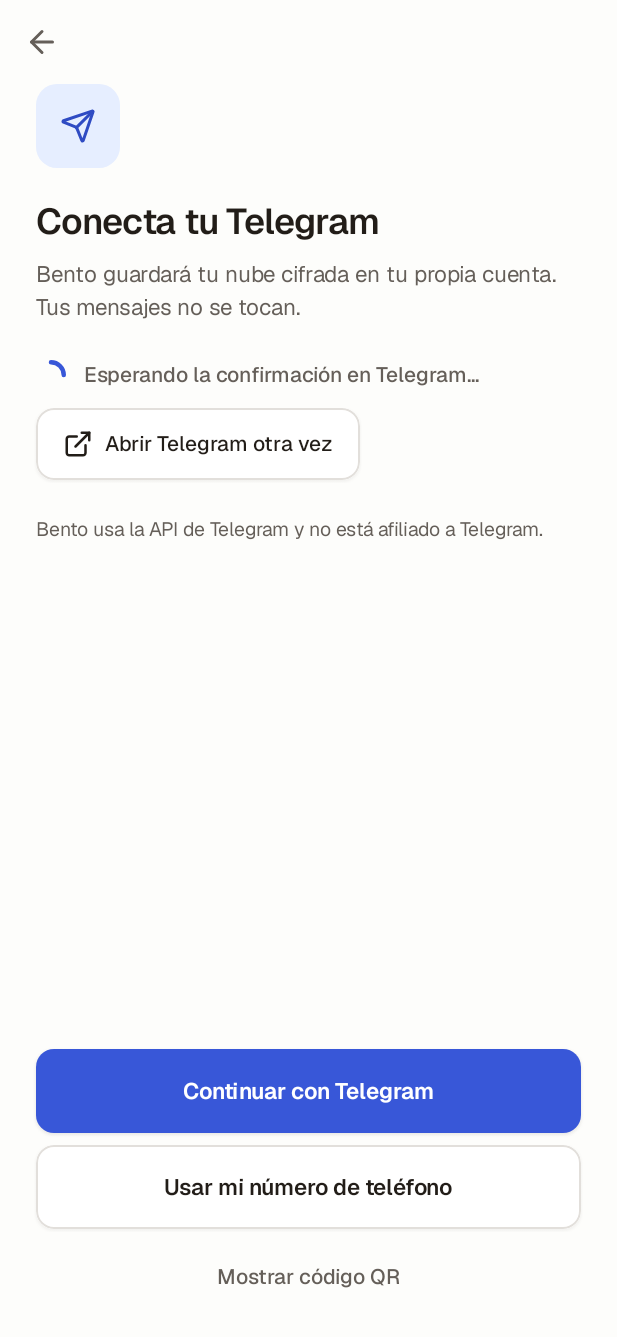 Conecta tu Telegram
Bento guardará tu nube cifrada en tu propia cuenta.
Tus mensajes no se tocan.
Esperando la confirmación en Telegram...
Abrir Telegram otra vez
Bento usa la API de Telegram y no está afiliado a Telegram.
Continuar con Telegram
Usar mi número de teléfono
Mostrar código QR